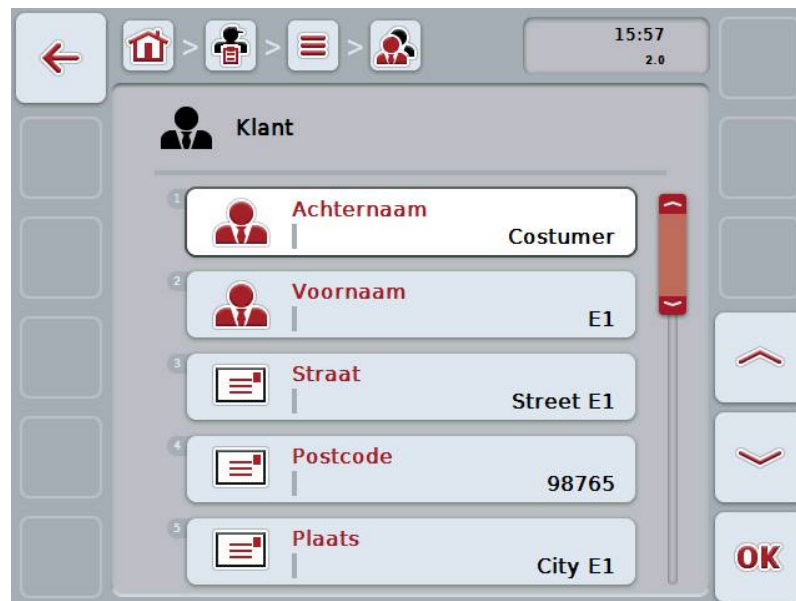 > > >
15:57
2.0
Klant
1
Achternaam
Costumer
2
Voornaam
E1
3
Straat
Street E1
4
Postcode
98765
5
Plaats
City E1
OK